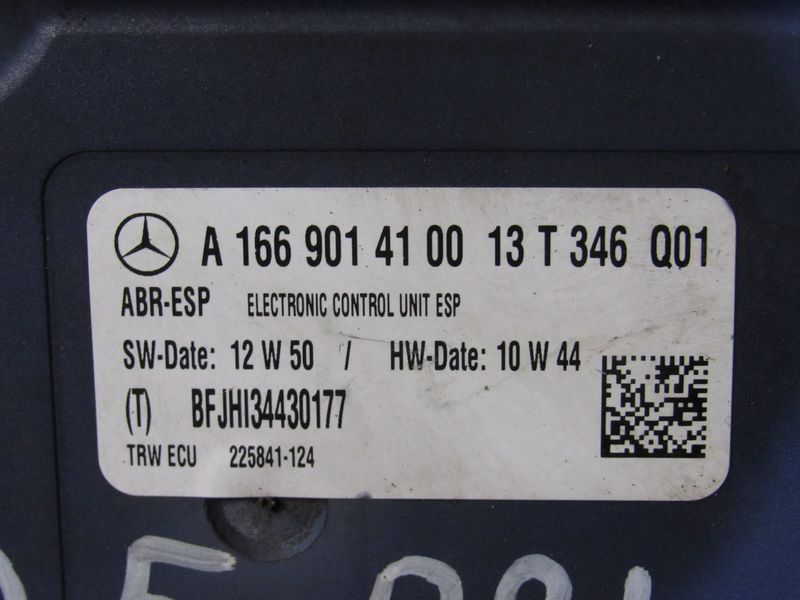 A 166 901 41 00 13 T 346 Q01
ABR-ESP ELECTRONIC CONTROL UNIT ESP
SW-Date: 12 W 50 / HW-Date: 10 W 44
(T) BFJHI34430177
TRW ECU 225841-124